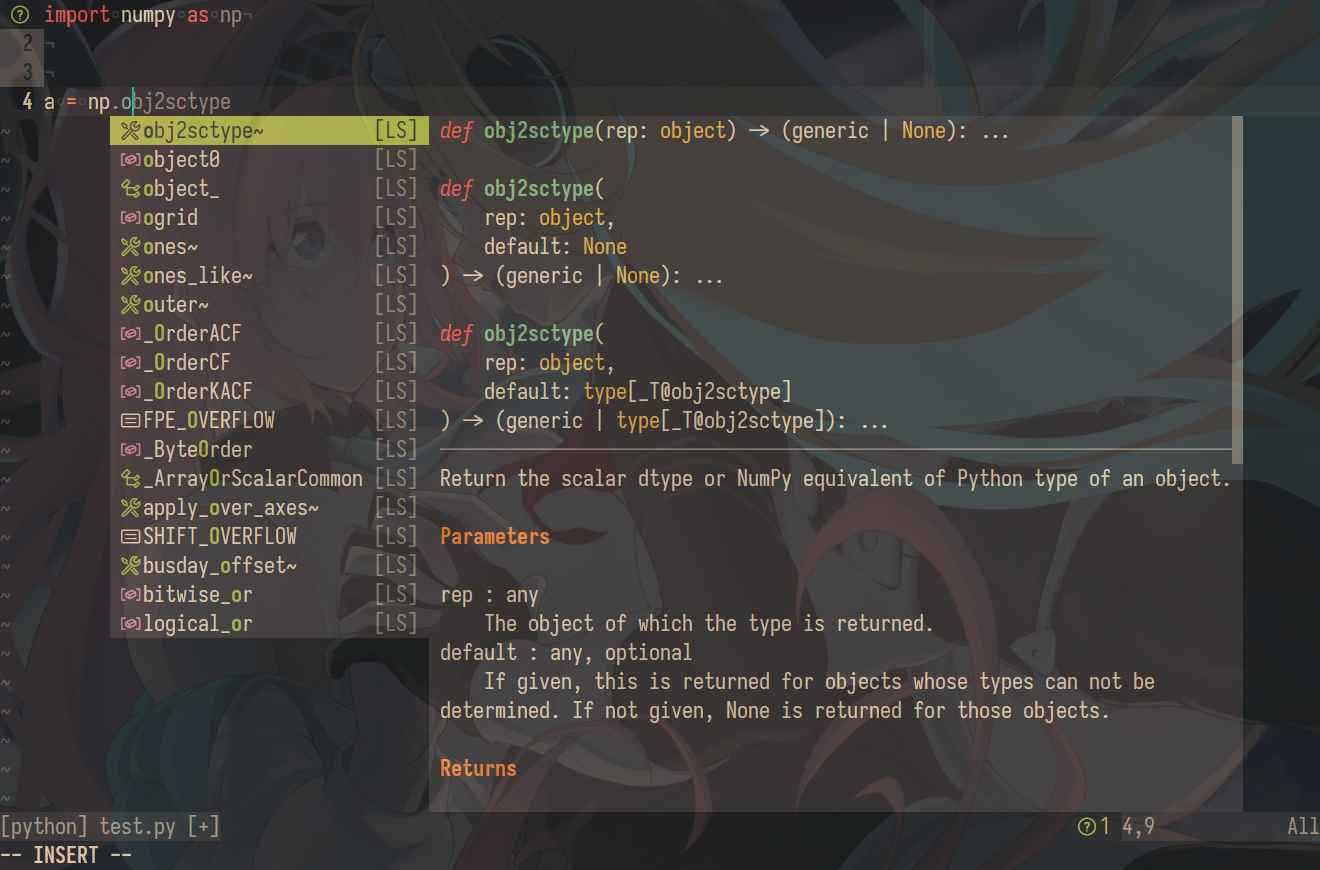 ? import numpy as np
2
3
4 a = np.obj2sctype
obj2sctype~ [LS]
object0 [LS]
object_ [LS]
ogrid [LS]
ones~ [LS]
ones_like~ [LS]
outer~ [LS]
_OrderACF [LS]
_OrderCF [LS]
_OrderKACF [LS]
FPE_OVERFLOW [LS]
_ByteOrder [LS]
_ArrayOrScalarCommon [LS]
apply_over_axes~ [LS]
SHIFT_OVERFLOW [LS]
busday_offset~ [LS]
bitwise_or [LS]
logical_or [LS]
def obj2sctype(rep: object) → (generic | None): ...
def obj2sctype(
    rep: object,
    default: None
) → (generic | None): ...
def obj2sctype(
    rep: object,
    default: type[_T@obj2sctype]
) → (generic | type[_T@obj2sctype]): ...
Return the scalar dtype or NumPy equivalent of Python type of an object.
Parameters
rep : any
    The object of which the type is returned.
default : any, optional
    If given, this is returned for objects whose types can not be
determined. If not given, None is returned for those objects.
Returns
[python] test.py [+] ? 1 4,9 All
-- INSERT --